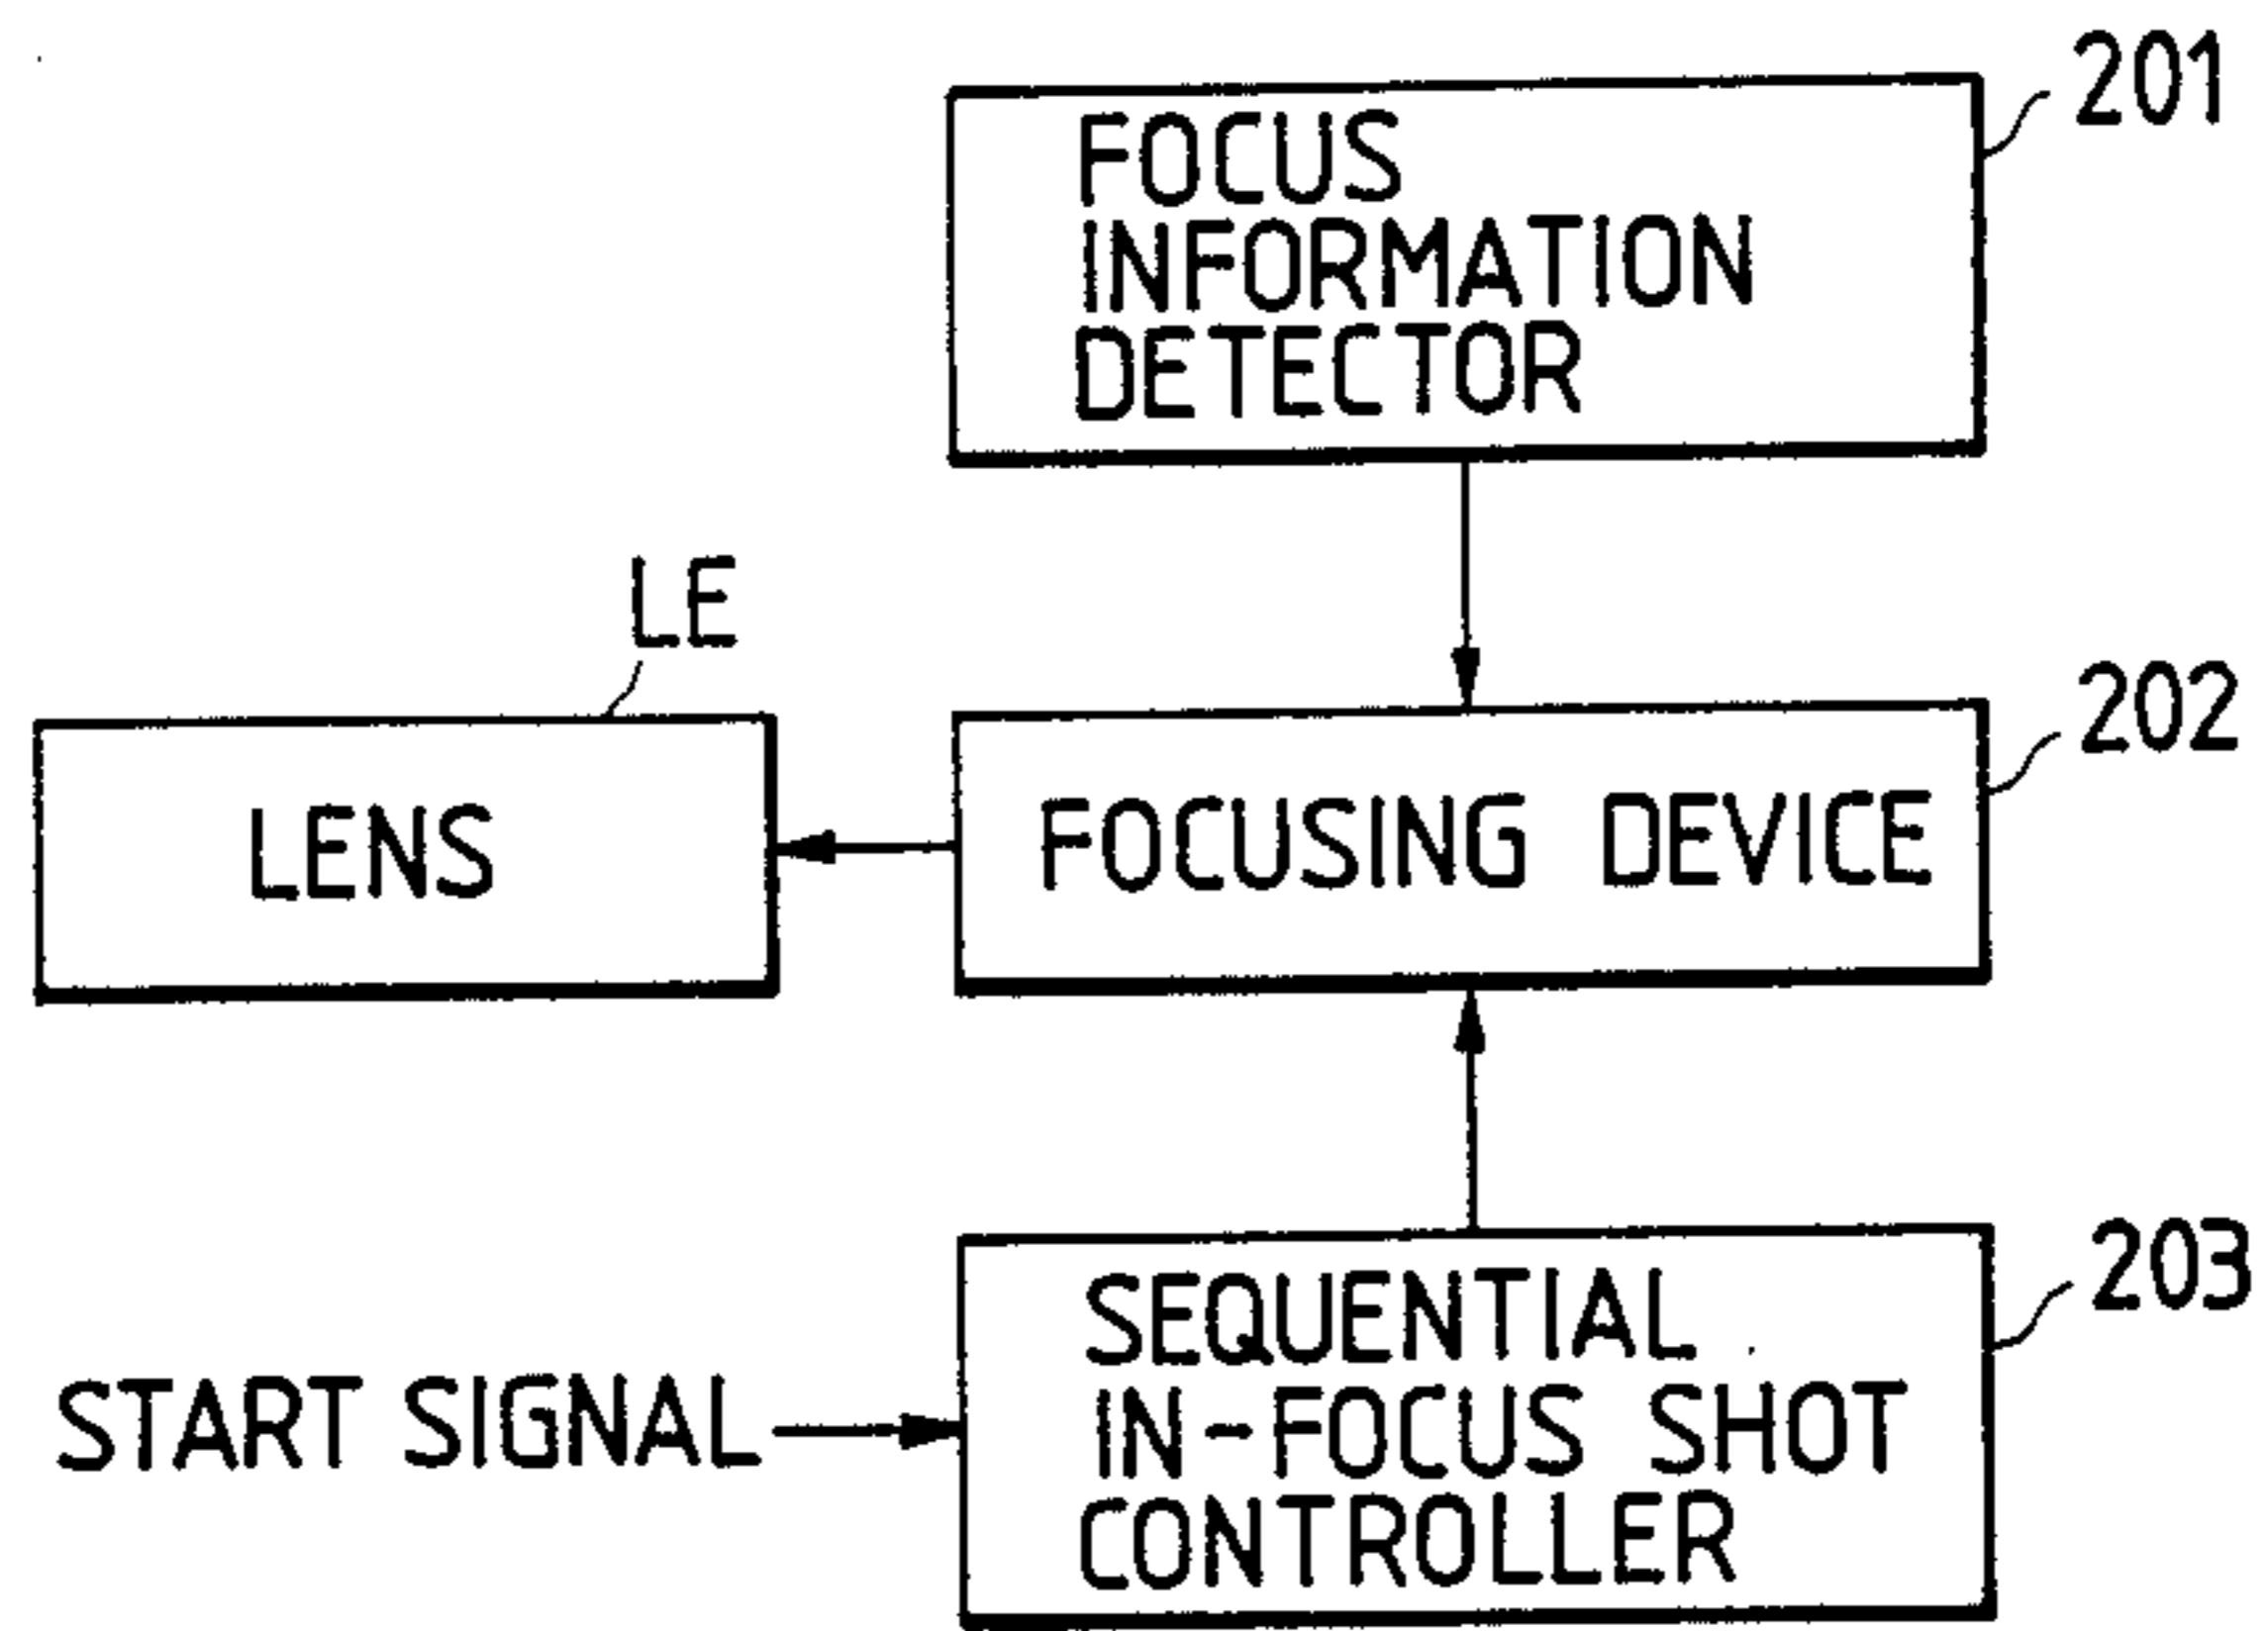 201
FOCUS
INFORMATION
DETECTOR
LE
202
LENS
FOCUSING DEVICE
203
SEQUENTIAL
IN-FOCUS SHOT
CONTROLLER
START SIGNAL